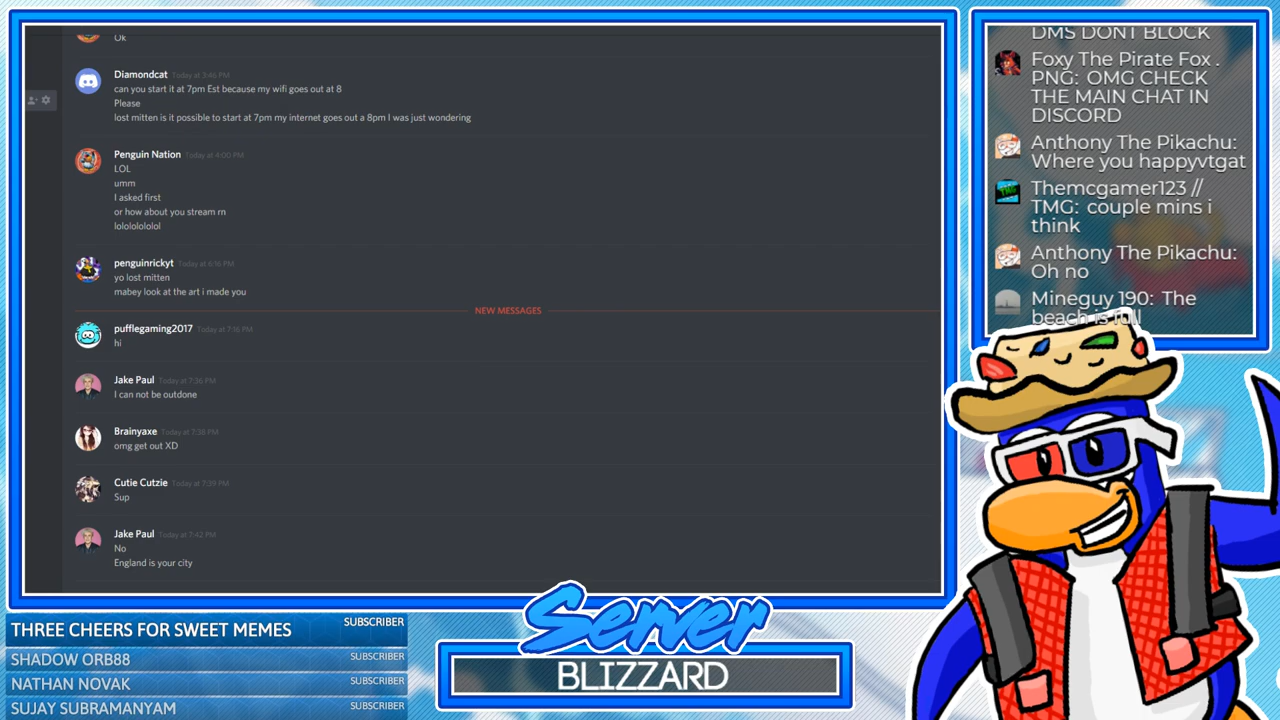 Ok
Diamondcat Today at 3:46 PM
can you start it at 7pm Est because my wifi goes out at 8
Please
lost mitten is it possible to start at 7pm my internet goes out a 8pm I was just wondering
Penguin Nation Today at 4:00 PM
LOL
umm
I asked first
or how about you stream rn
lolololololol
penguinrickyt Today at 6:16 PM
yo lost mitten
mabey look at the art i made you
NEW MESSAGES
pufflegaming2017 Today at 7:16 PM
hi
Jake Paul Today at 7:36 PM
I can not be outdone
Brainyaxe Today at 7:38 PM
omg get out XD
Cutie Cutzie Today at 7:39 PM
Sup
Jake Paul Today at 7:42 PM
No
England is your city
DMS DONT BLOCK
Foxy The Pirate Fox .
PNG: OMG CHECK
THE MAIN CHAT IN
DISCORD
Anthony The Pikachu:
Where you happyvtgat
Themcgamer123 //
TMG: couple mins i
think
Anthony The Pikachu:
Oh no
Mineguy 190: The
beach is full
THREE CHEERS FOR SWEET MEMES SUBSCRIBER
SHADOW ORB88 SUBSCRIBER
NATHAN NOVAK SUBSCRIBER
SUJAY SUBRAMANYAM SUBSCRIBER
Server
BLIZZARD